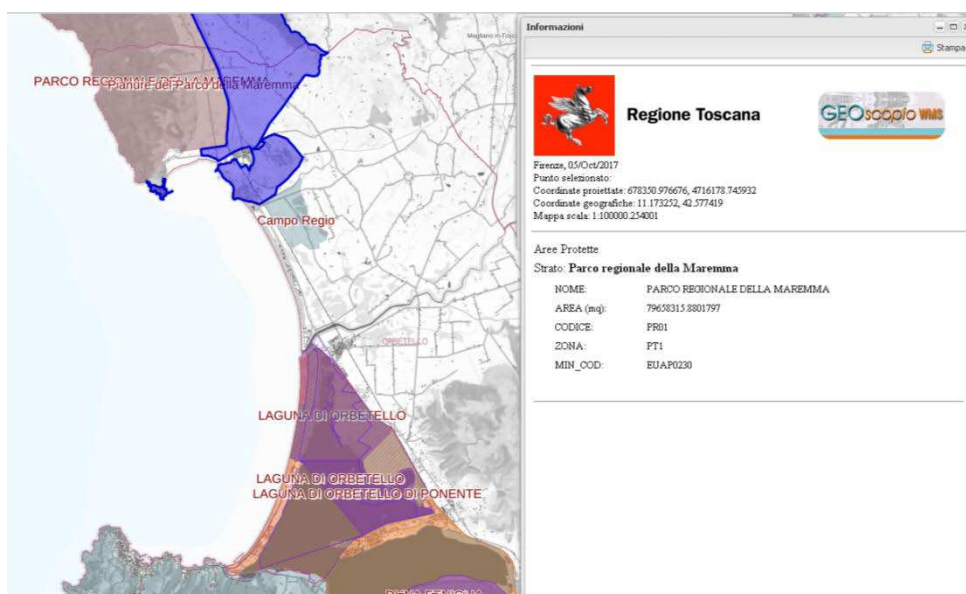 Magliano in Tosc
PARCO REGIONALE DELLA MAREMMA
Pianure del Parco della Maremma
Campo Regio
ORBETELLO
LAGUNA DI ORBETELLO
LAGUNA DI ORBETELLO
LAGUNA DI ORBETELLO DI PONENTE
Informazioni
Stampa
Regione Toscana
GEOscopio WMS
Firenze, 05/Oct/2017
Punto selezionato:
Coordinate proiettate: 678350.976676, 4716178.745932
Coordinate geografiche: 11.173252, 42.577419
Mappa scala: 1:100000.254001
Aree Protette
Strato: Parco regionale della Maremma
NOME: PARCO REGIONALE DELLA MAREMMA
AREA (mq): 79658315.8801797
CODICE: PR01
ZONA: PT1
MIN_COD: EUAP0230